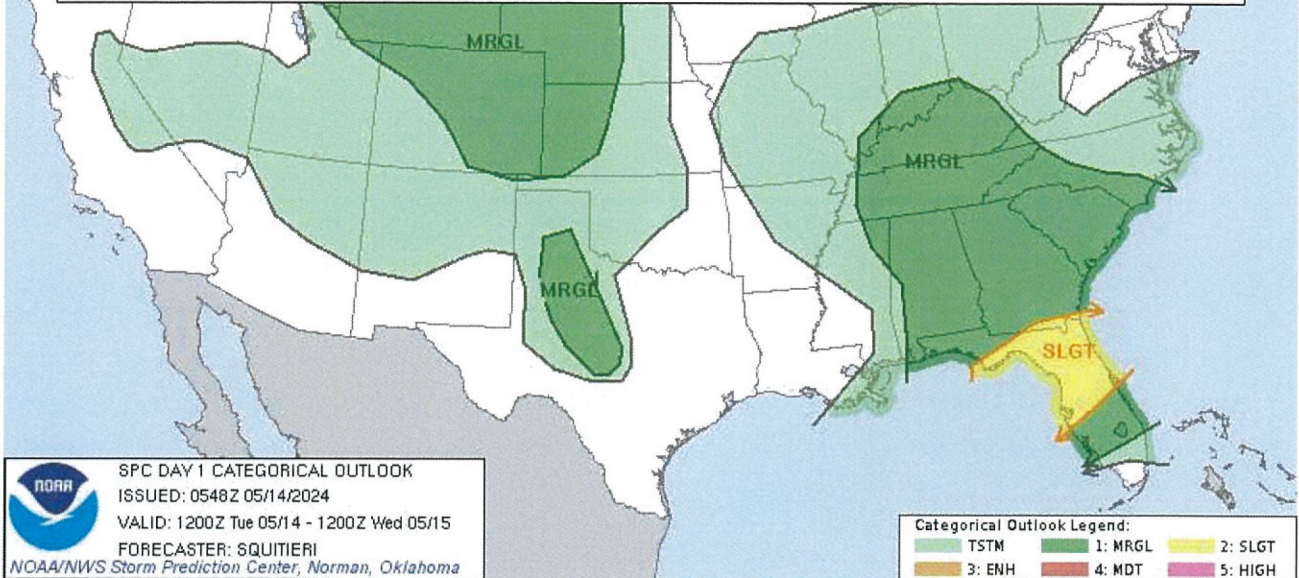 MRGL
MRGL
MRGL
SLGT
NOAA
SPC DAY 1 CATEGORICAL OUTLOOK
ISSUED: 0548Z 05/14/2024
VALID: 1200Z Tue 05/14 - 1200Z Wed 05/15
FORECASTER: SQUITIERI
NOAA/NWS Storm Prediction Center, Norman, Oklahoma
Categorical Outlook Legend:
TSTM 1: MRGL 2: SLGT
3: ENH 4: MDT 5: HIGH